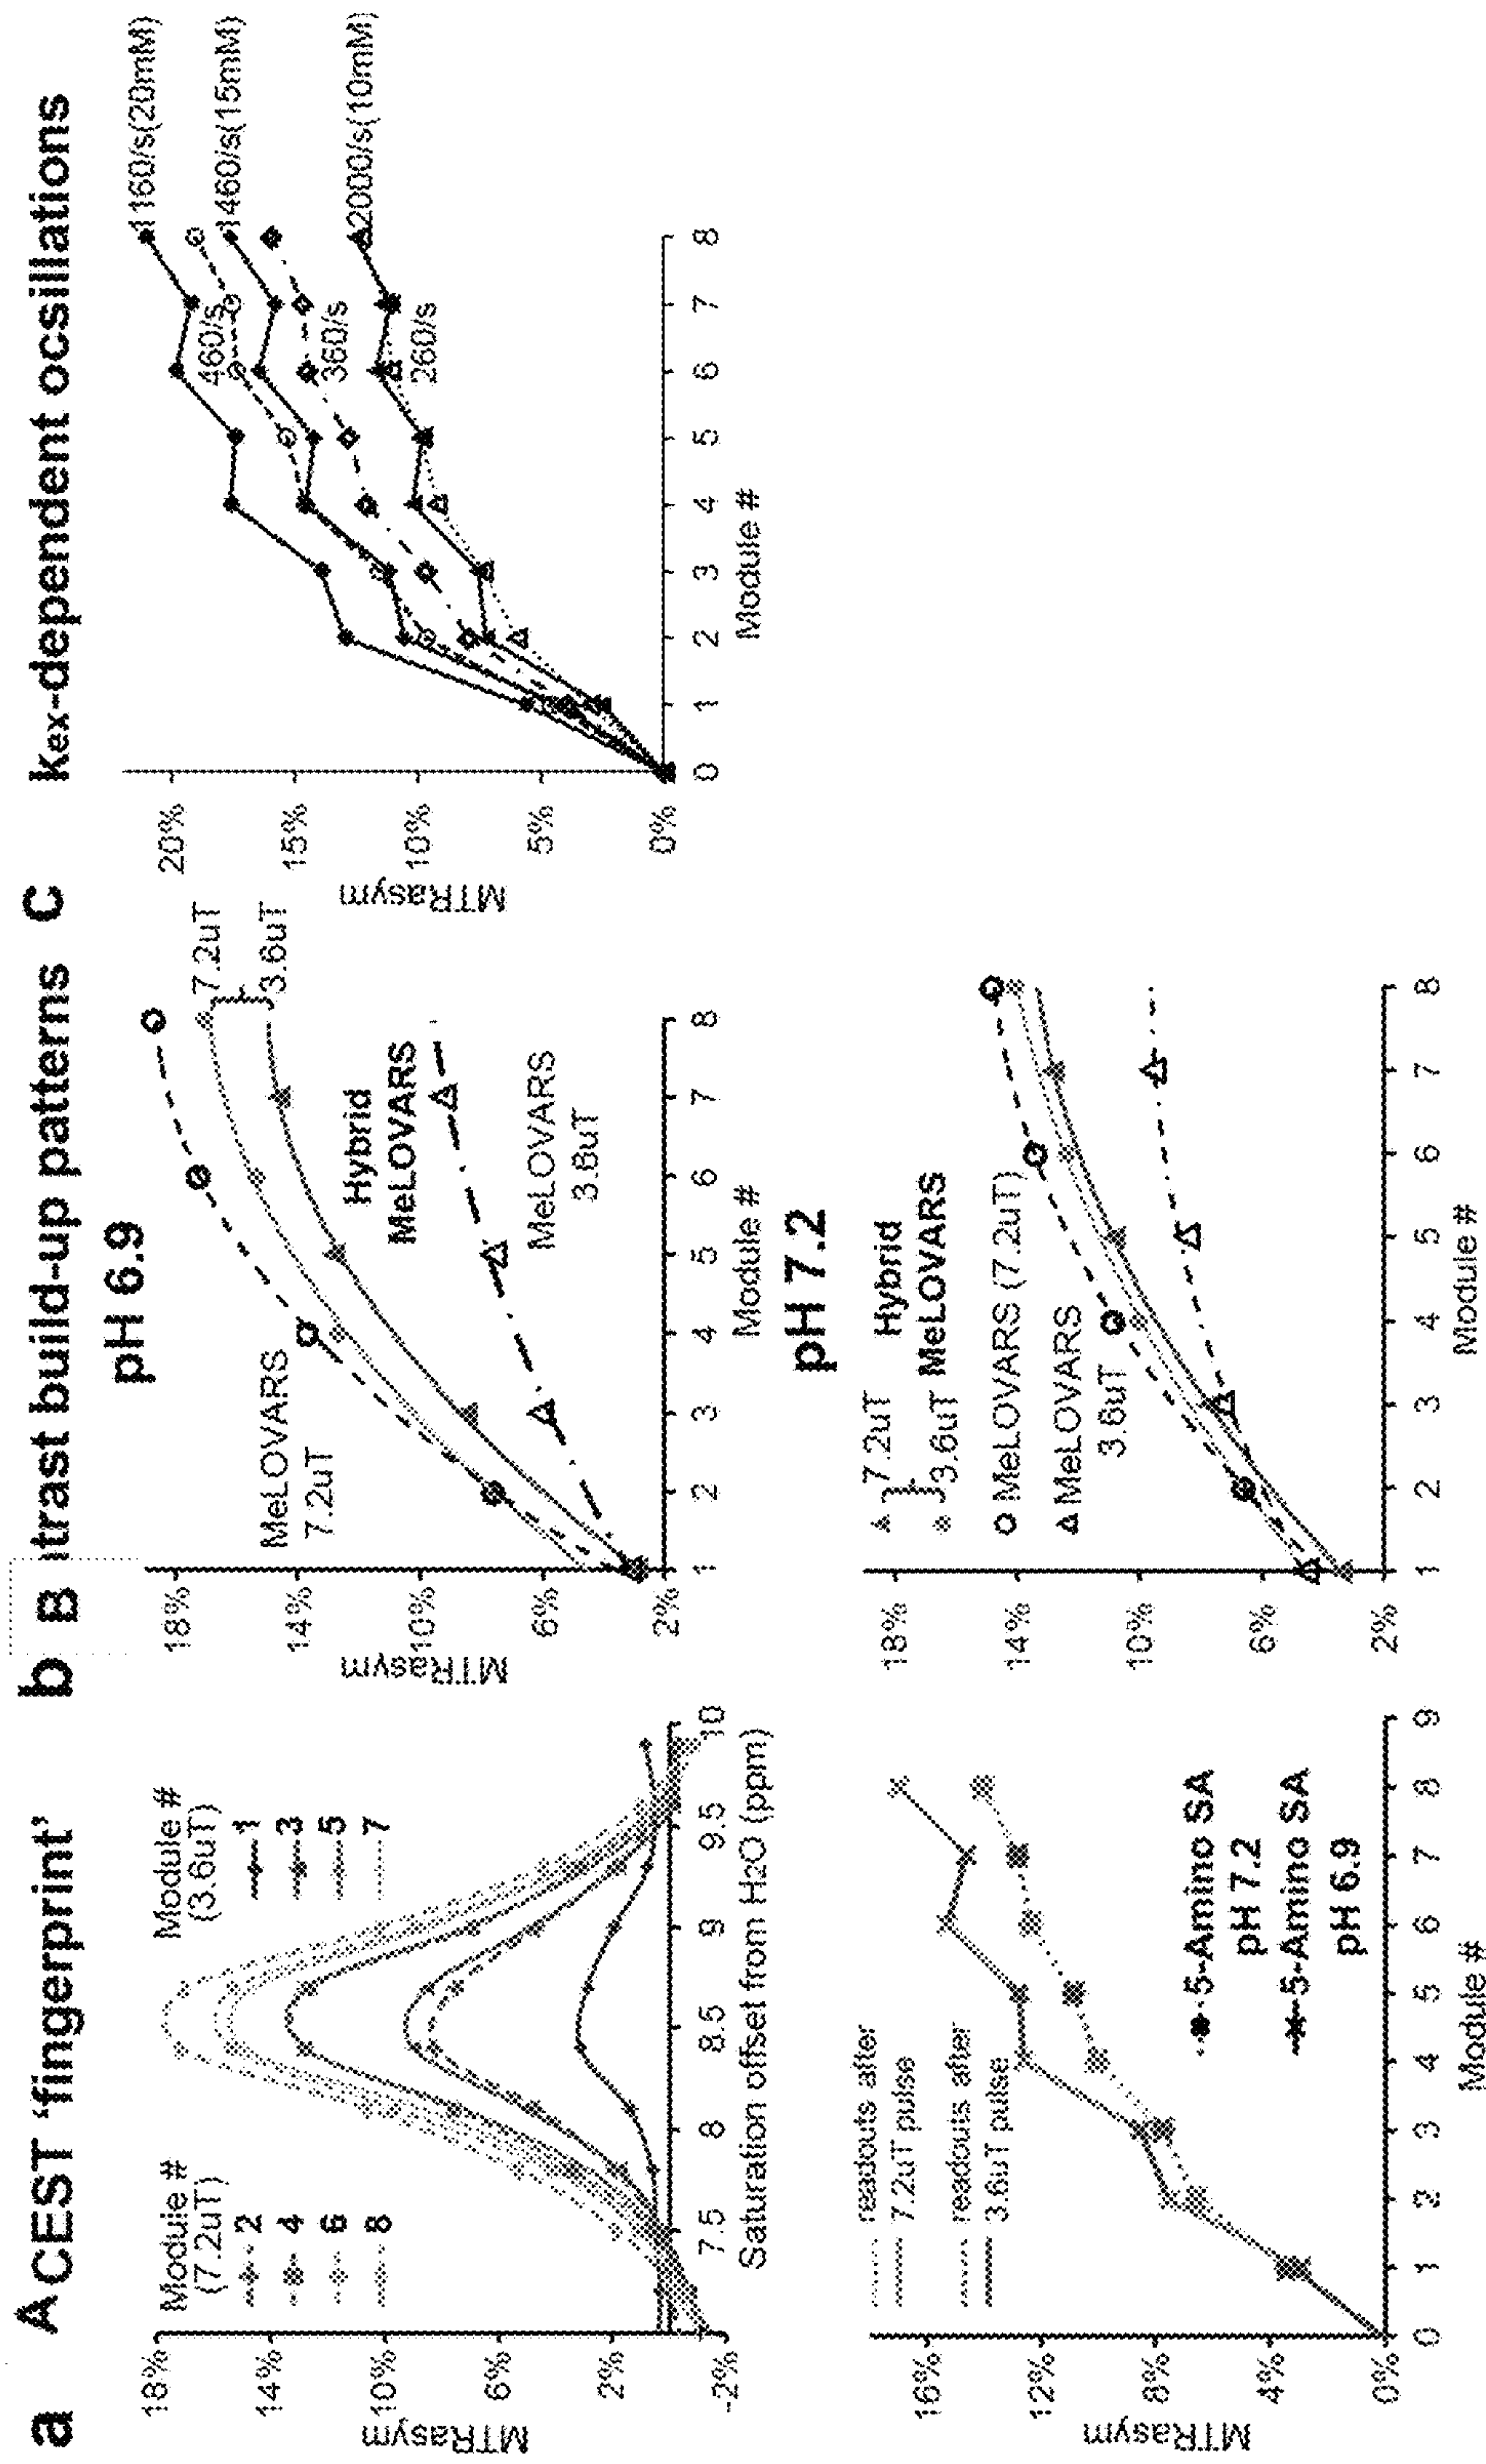 a A CEST 'fingerprint'
18%
14%
10%
6%
2%
-2%
MTRasym
Module #
(7.2uT)
2
4
6
8
Module #
(3.6uT)
1
3
5
7
7.5
8
8.5
9
9.5
10
Saturation offset from H2O (ppm)
16%
12%
8%
4%
0%
MTRasym
readouts after
7.2uT pulse
readouts after
3.6uT pulse
5-Amino SA
pH 7.2
5-Amino SA
pH 6.9
0
1
2
3
4
5
6
7
8
9
Module #
b B trast build-up patterns
pH 6.9
18%
14%
10%
6%
2%
MTRasym
MeLOVARS
7.2uT
7.2uT
3.6uT
Hybrid
MeLOVARS
MeLOVARS
3.6uT
1
2
3
4
5
6
7
8
Module #
pH 7.2
18%
14%
10%
6%
2%
7.2uT
3.6uT
Hybrid
MeLOVARS
MeLOVARS (7.2uT)
MeLOVARS
3.6uT
1
2
3
4
5
6
7
8
Module #
C Kex-dependent ocsillations
20%
15%
10%
5%
0%
MTRasym
1160/s(20mM)
460/s
1460/s(15mM)
360/s
2000/s(10mM)
260/s
0
1
2
3
4
5
6
7
8
Module #